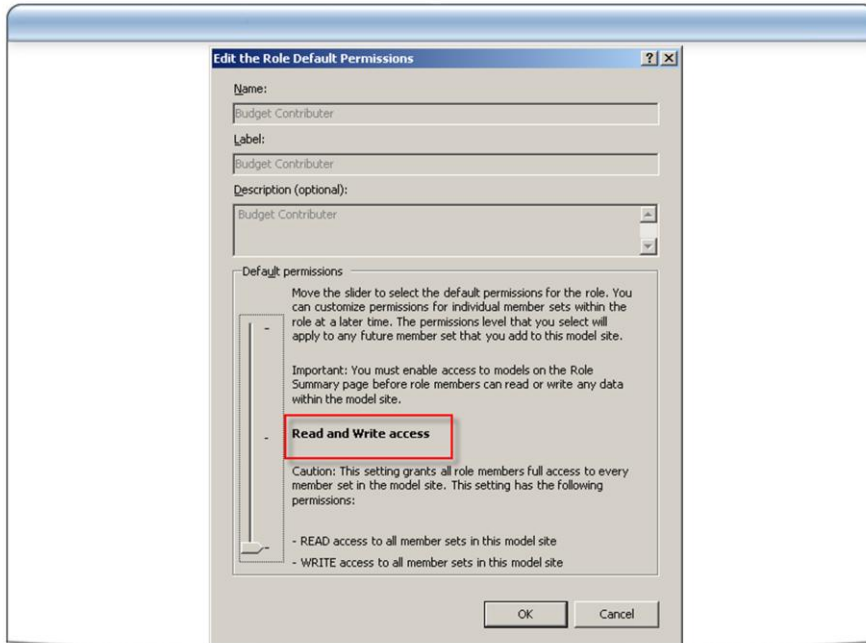 Edit the Role Default Permissions
Name:
Budget Contributer
Label:
Budget Contributer
Description (optional):
Budget Contributer
Default permissions
Move the slider to select the default permissions for the role. You
can customize permissions for individual member sets within the
role at a later time. The permissions level that you select will
apply to any future member set that you add to this model site.
Important: You must enable access to models on the Role
Summary page before role members can read or write any data
within the model site.
Read and Write access
Caution: This setting grants all role members full access to every
member set in the model site. This setting has the following
permissions:
- READ access to all member sets in this model site
- WRITE access to all member sets in this model site
OK
Cancel